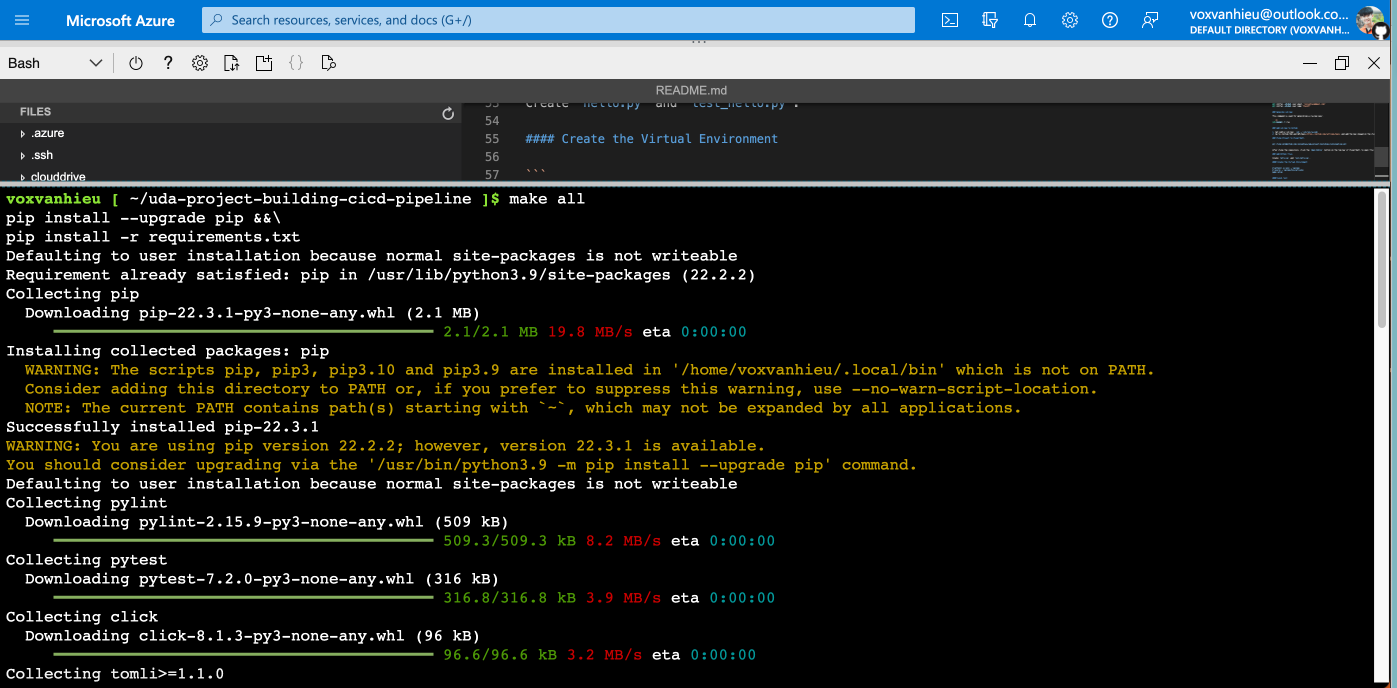 Microsoft Azure
Search resources, services, and docs (G+/)
voxvanhieu@outlook.co...
DEFAULT DIRECTORY (VOXVANH...
Bash
README.md
FILES
.azure
.ssh
clouddrive
53 Create `hello.py` and `test_hello.py`.
54
55 #### Create the Virtual Environment
56
57 ```
voxvanhieu [ ~/uda-project-building-cicd-pipeline ]$ make all
pip install --upgrade pip &&\
pip install -r requirements.txt
Defaulting to user installation because normal site-packages is not writeable
Requirement already satisfied: pip in /usr/lib/python3.9/site-packages (22.2.2)
Collecting pip
Downloading pip-22.3.1-py3-none-any.whl (2.1 MB)
2.1/2.1 MB 19.8 MB/s eta 0:00:00
Installing collected packages: pip
WARNING: The scripts pip, pip3, pip3.10 and pip3.9 are installed in '/home/voxvanhieu/.local/bin' which is not on PATH.
Consider adding this directory to PATH or, if you prefer to suppress this warning, use --no-warn-script-location.
NOTE: The current PATH contains path(s) starting with `~`, which may not be expanded by all applications.
Successfully installed pip-22.3.1
WARNING: You are using pip version 22.2.2; however, version 22.3.1 is available.
You should consider upgrading via the '/usr/bin/python3.9 -m pip install --upgrade pip' command.
Defaulting to user installation because normal site-packages is not writeable
Collecting pylint
Downloading pylint-2.15.9-py3-none-any.whl (509 kB)
509.3/509.3 kB 8.2 MB/s eta 0:00:00
Collecting pytest
Downloading pytest-7.2.0-py3-none-any.whl (316 kB)
316.8/316.8 kB 3.9 MB/s eta 0:00:00
Collecting click
Downloading click-8.1.3-py3-none-any.whl (96 kB)
96.6/96.6 kB 3.2 MB/s eta 0:00:00
Collecting tomli>=1.1.0